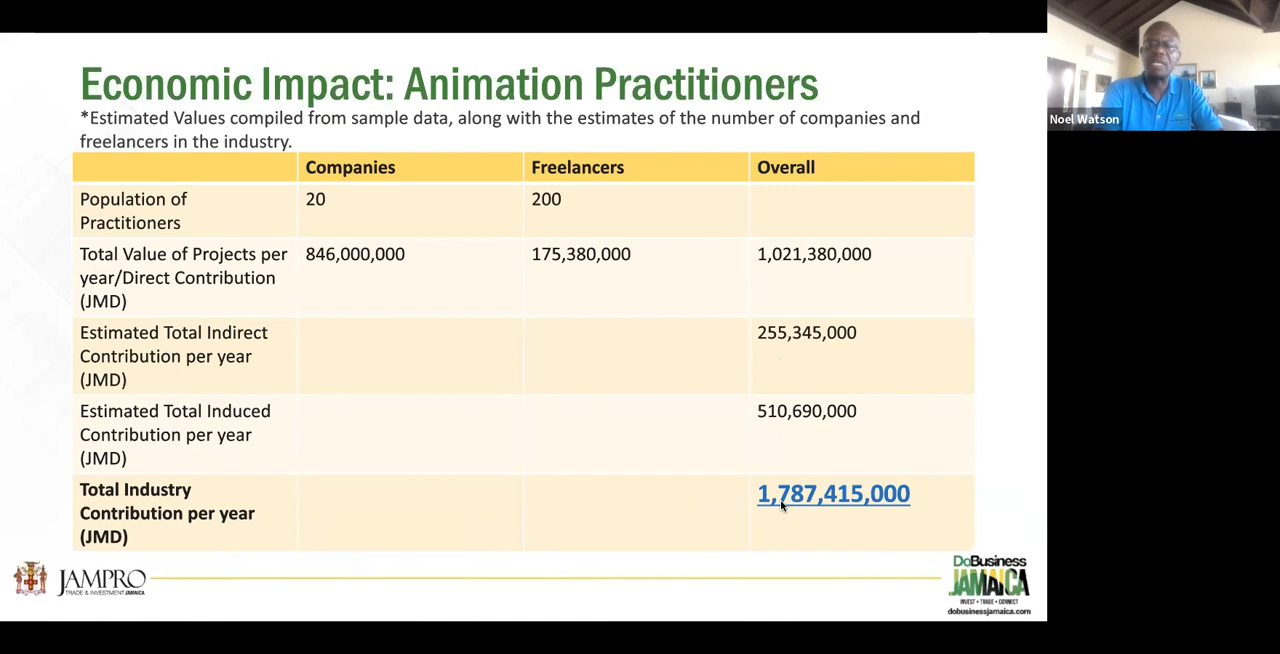 Economic Impact: Animation Practitioners
*Estimated Values compiled from sample data, along with the estimates of the number of companies and
freelancers in the industry.
Companies Freelancers Overall
Population of
Practitioners
20 200
Total Value of Projects per
year/Direct Contribution
(JMD)
846,000,000 175,380,000 1,021,380,000
Estimated Total Indirect
Contribution per year
(JMD)
255,345,000
Estimated Total Induced
Contribution per year
(JMD)
510,690,000
Total Industry
Contribution per year
(JMD)
1,787,415,000
JAMPRO
TRADE & INVESTMENT JAMAICA
DoBusiness
JAMAICA
INVEST • TRADE • CONNECT
dobusinessjamaica.com
Noel Watson